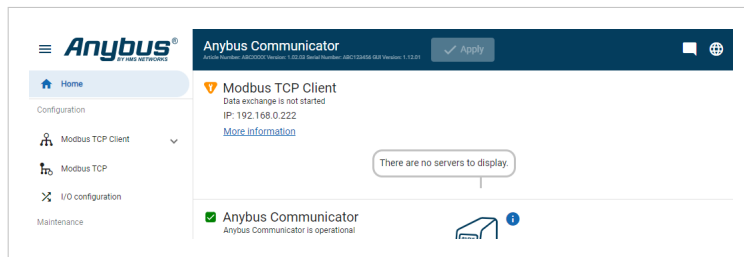 Anybus®
BY HMS NETWORKS
Anybus Communicator
Article Number: ABCXXXX Version: 1.03.03 Serial Number: ABC123456 GUI Version: 1.13.01
Apply
Home
Configuration
Modbus TCP Client
Modbus TCP
I/O configuration
Maintenance
Modbus TCP Client
Data exchange is not started
IP: 192.168.0.222
More information
There are no servers to display.
Anybus Communicator
Anybus Communicator is operational